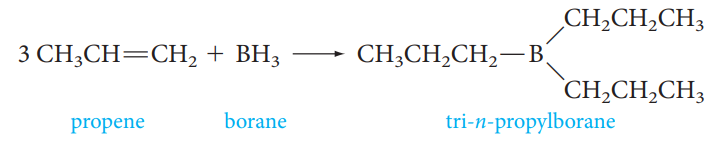 CH₂CH₂CH₃
3 CH₃CH=CH₂ + BH₃ ⟶ CH₃CH₂CH₂—B
CH₂CH₂CH₃
propene borane tri-n-propylborane